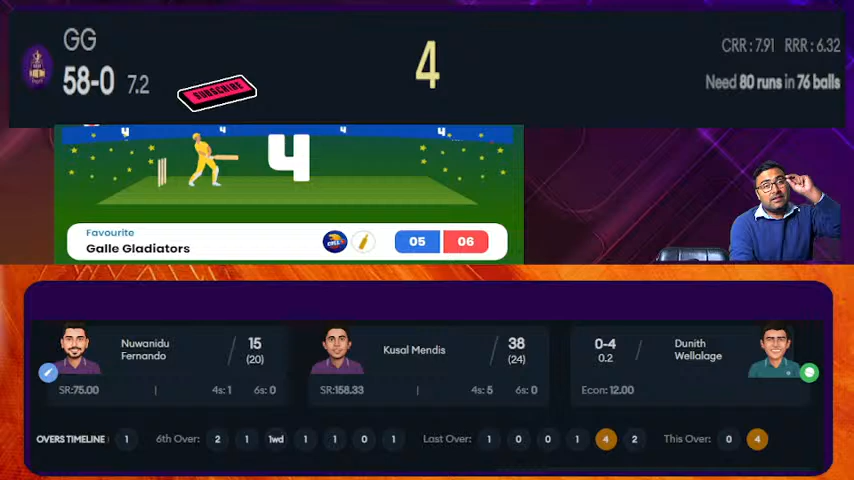 GG
58-0 7.2
SUBSCRIBE
4
CRR : 7.91 RRR : 6.32
Need 80 runs in 76 balls
4 4 4 4
4
Favourite
Galle Gladiators
05 06
Nuwanidu Fernando 15 (20)
SR:75.00 | 4s: 1 6s: 0
Kusal Mendis 38 (24)
SR:158.33 | 4s: 5 6s: 0
0-4 0.2 Dunith Wellalage
Econ: 12.00
OVERS TIMELINE 1 6th Over: 2 1 1wd 1 1 0 1 Last Over: 1 0 0 1 4 2 This Over: 0 4